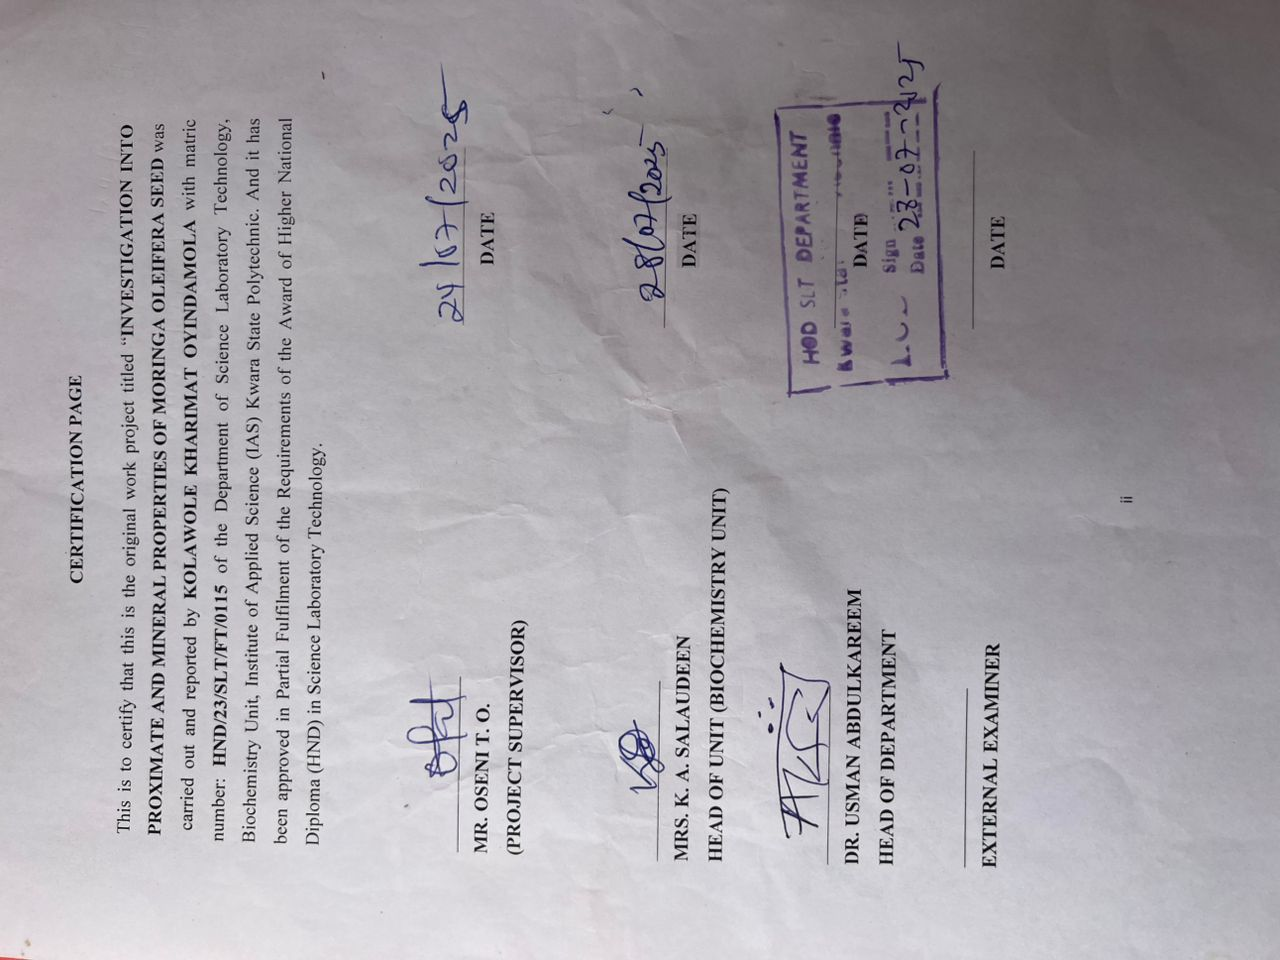 CERTIFICATION PAGE
This is to certify that this is the original work project titled “INVESTIGATION INTO
PROXIMATE AND MINERAL PROPERTIES OF MORINGA OLEIFERA SEED was
carried out and reported by KOLAWOLE KHARIMAT OYINDAMOLA with matric
number: HND/23/SLT/FT/0115 of the Department of Science Laboratory Technology,
Biochemistry Unit, Institute of Applied Science (IAS) Kwara State Polytechnic. And it has
been approved in Partial Fulfilment of the Requirements of the Award of Higher National
Diploma (HND) in Science Laboratory Technology.
24/07/2025
MR. OSENI T. O.
DATE
(PROJECT SUPERVISOR)
28/07/2025
MRS. K. A. SALAUDEEN
DATE
HEAD OF UNIT (BIOCHEMISTRY UNIT)
HOD SLT DEPARTMENT
DR. USMAN ABDULKAREEM
DATE
HEAD OF DEPARTMENT
Sign
Date 28-07-2025
EXTERNAL EXAMINER
DATE
ii